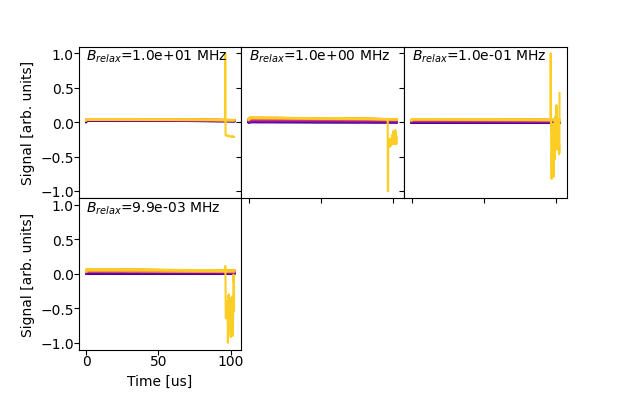 B_relax=1.0e+01 MHz
B_relax=1.0e+00 MHz
B_relax=1.0e-01 MHz
1.0
0.5
0.0
−0.5
−1.0
Signal [arb. units]
B_relax=9.9e-03 MHz
1.0
0.5
0.0
−0.5
−1.0
Signal [arb. units]
0
50
100
Time [us]